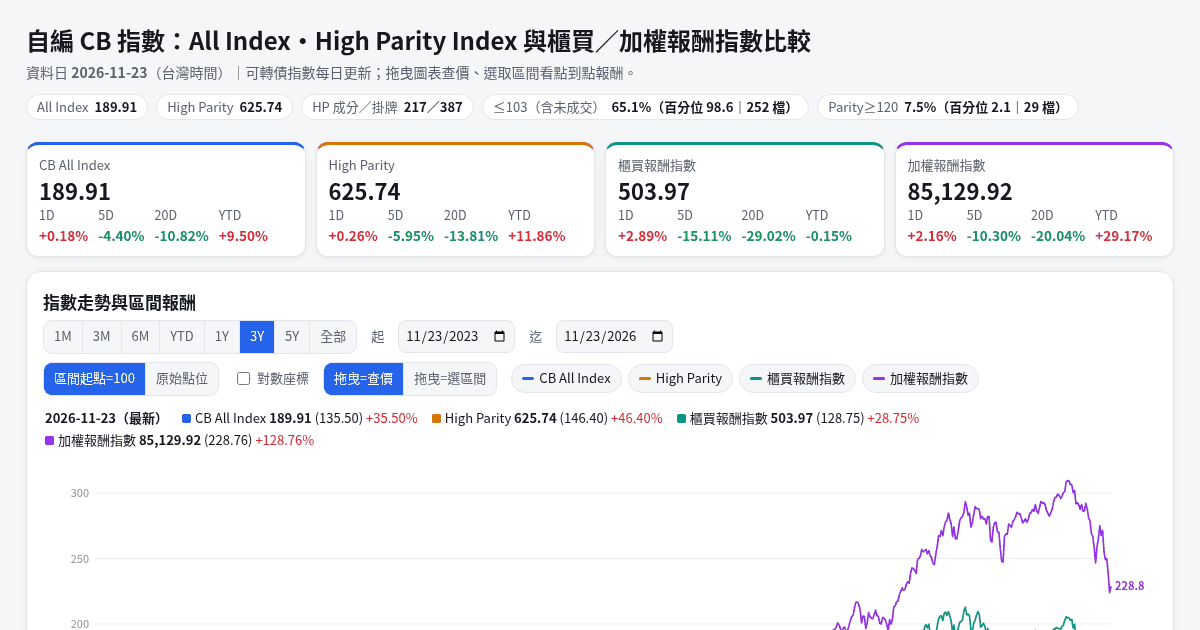 自編 CB 指數：All Index・High Parity Index 與櫃買／加權報酬指數比較
資料日 2026-11-23（台灣時間）｜可轉債指數每日更新；拖曳圖表查價、選取區間看點到點報酬。
All Index 189.91 High Parity 625.74 HP 成分／掛牌 217／387 ≤103（含未成交） 65.1%（百分位 98.6｜252 檔） Parity≥120 7.5%（百分位 2.1｜29 檔）
CB All Index High Parity 櫃買報酬指數 加權報酬指數
189.91 625.74 503.97 85,129.92
1D 5D 20D YTD 1D 5D 20D YTD 1D 5D 20D YTD 1D 5D 20D YTD
+0.18% -4.40% -10.82% +9.50% +0.26% -5.95% -13.81% +11.86% +2.89% -15.11% -29.02% -0.15% +2.16% -10.30% -20.04% +29.17%
指數走勢與區間報酬
1M 3M 6M YTD 1Y 3Y 5Y 全部 起 11/23/2023 迄 11/23/2026
區間起點=100 原始點位 對數座標 拖曳=查價 拖曳=選區間 CB All Index High Parity 櫃買報酬指數 加權報酬指數
2026-11-23（最新） CB All Index 189.91 (135.50) +35.50% High Parity 625.74 (146.40) +46.40% 櫃買報酬指數 503.97 (128.75) +28.75%
加權報酬指數 85,129.92 (228.76) +128.76%
300
250
228.8
200